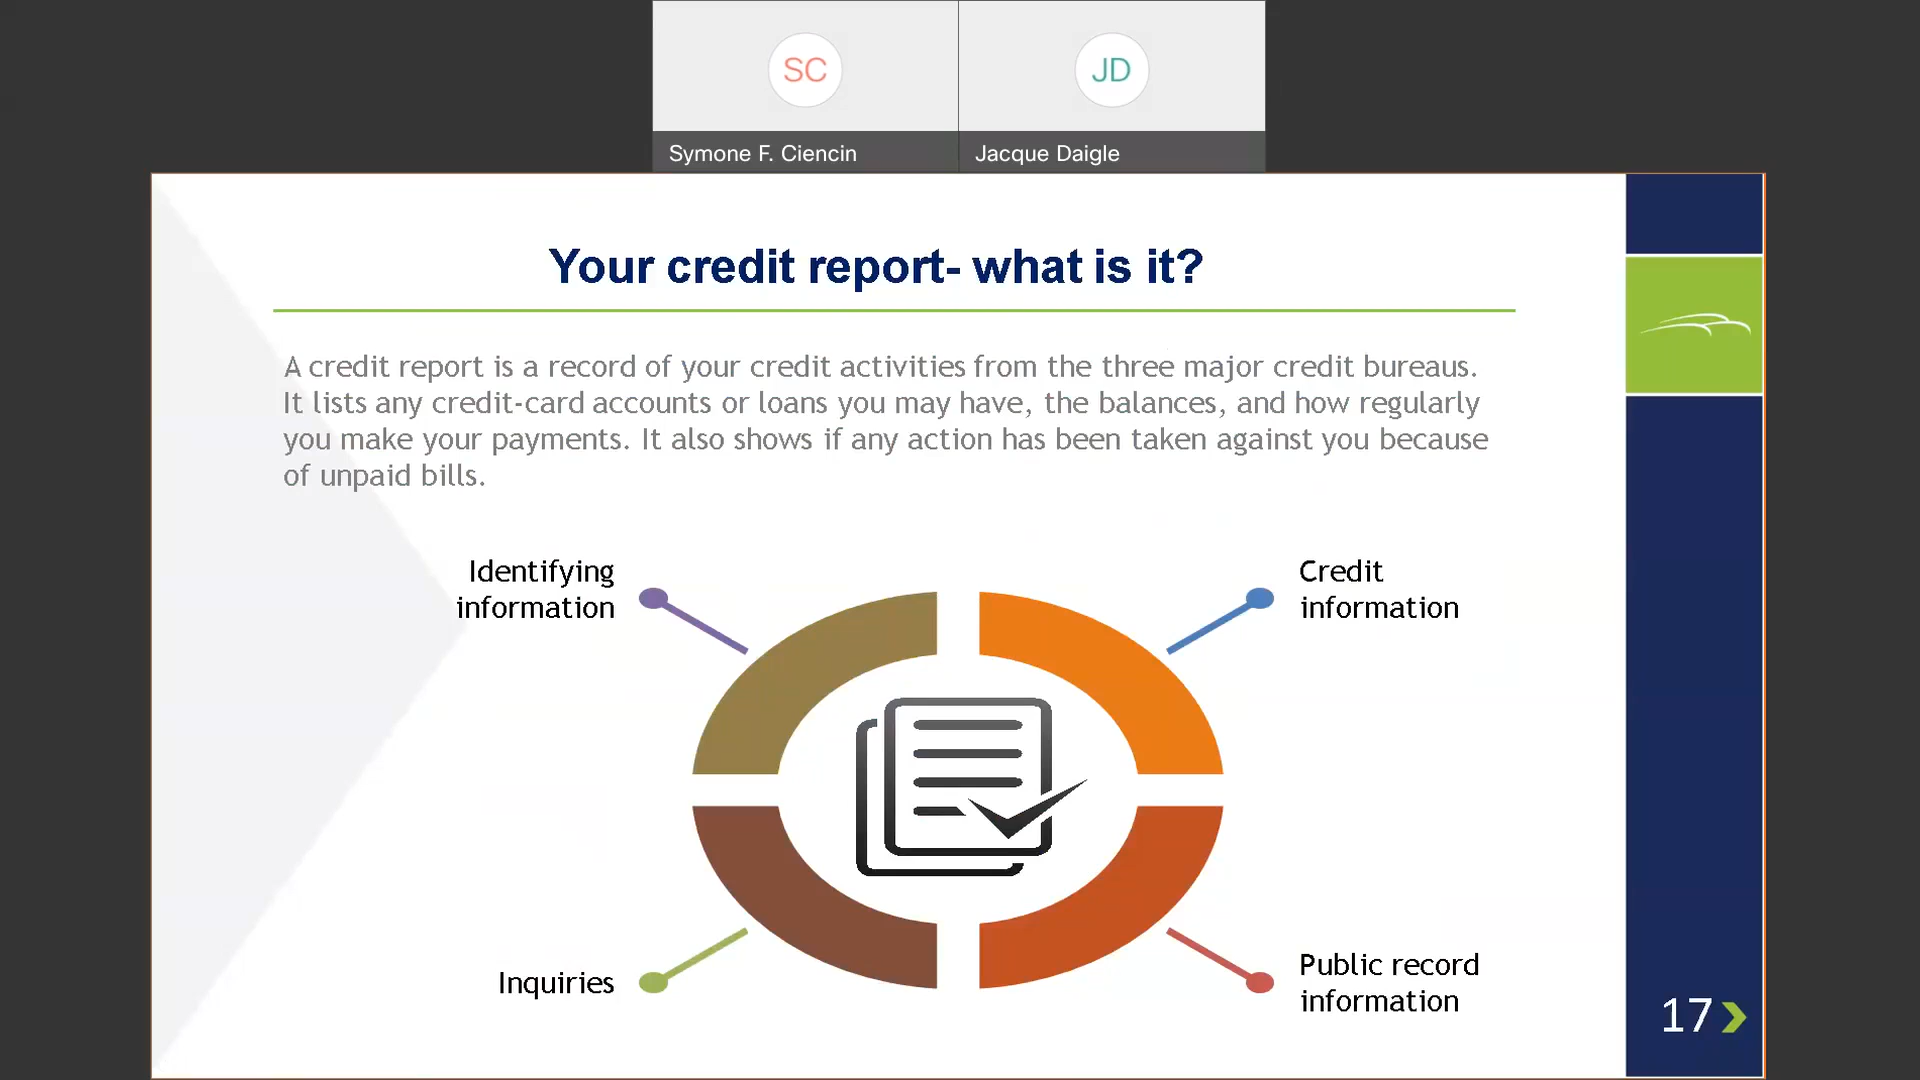 SC
JD
Symone F. Ciencin
Jacque Daigle
Your credit report- what is it?
A credit report is a record of your credit activities from the three major credit bureaus.
It lists any credit-card accounts or loans you may have, the balances, and how regularly
you make your payments. It also shows if any action has been taken against you because
of unpaid bills.
Identifying
information
Credit
information
Inquiries
Public record
information
17